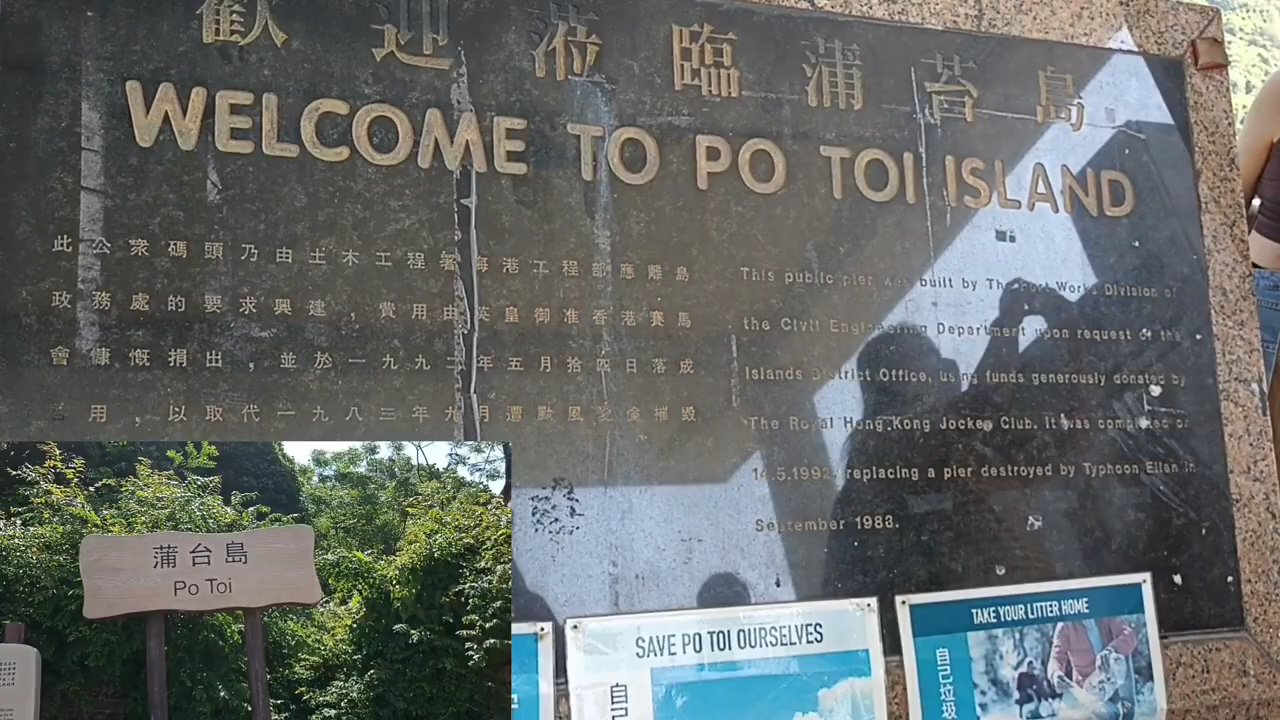 歡迎蒞臨蒲苔島
WELCOME TO PO TOI ISLAND
此公衆碼頭乃由土木工程署海港工程部應離島
政務處的要求興建,費用由英皇御准香港賽馬
會慷慨捐出,並於一九九二年五月拾四日落成
用,以取代一九八三年九月遭颱風愛倫摧毀
This public pier was built by The Port Works Division of
the Civil Engineering Department upon request of the
Islands District Office, using funds generously donated by
The Royal Hong Kong Jockey Club. It was completed on
14.5.1992 replacing a pier destroyed by Typhoon Ellen in
September 1983.
SAVE PO TOI OURSELVES
自己
TAKE YOUR LITTER HOME
自己垃圾
蒲台島
Po Toi